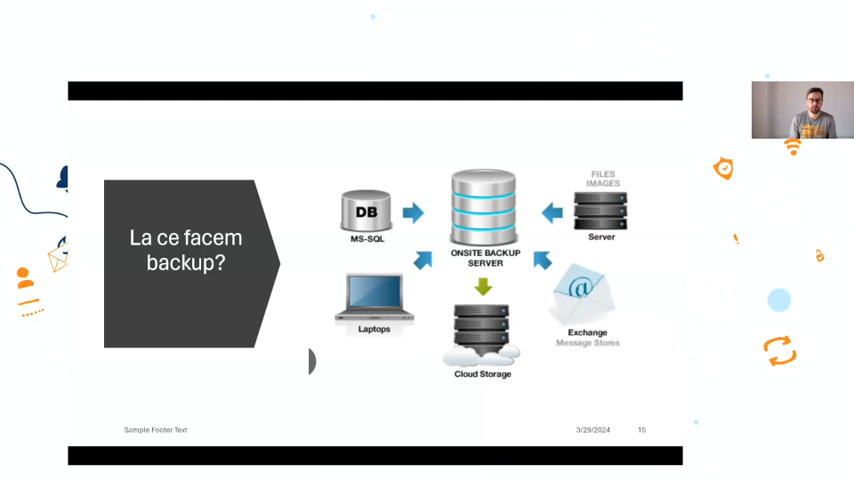 La ce facem
backup?
DB
MS-SQL
ONSITE BACKUP
SERVER
FILES
IMAGES
Server
Laptops
@
Exchange
Message Stores
Cloud Storage
Sample Footer Text
3/29/2024
15